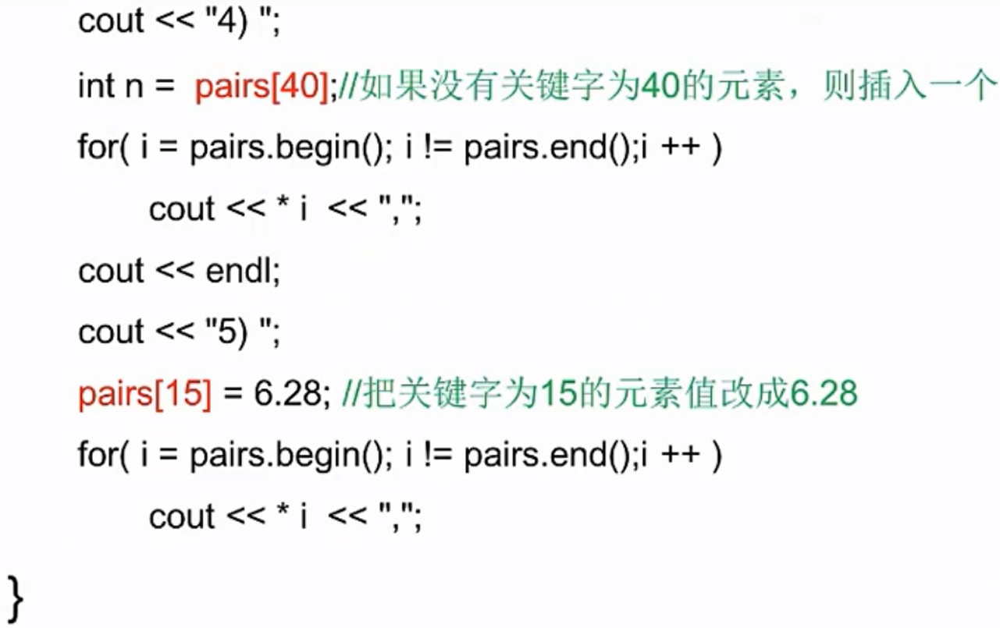 cout << "4) ";
int n = pairs[40];//如果没有关键字为40的元素，则插入一个
for( i = pairs.begin(); i != pairs.end();i ++ )
cout << * i << ",";
cout << endl;
cout << "5) ";
pairs[15] = 6.28; //把关键字为15的元素值改成6.28
for( i = pairs.begin(); i != pairs.end();i ++ )
cout << * i << ",";
}